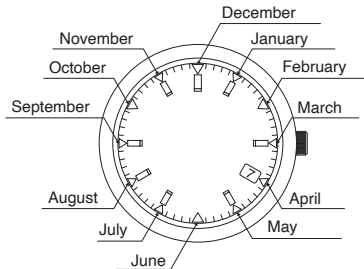 December
November
January
October
February
September
March
7
August
April
July
May
June